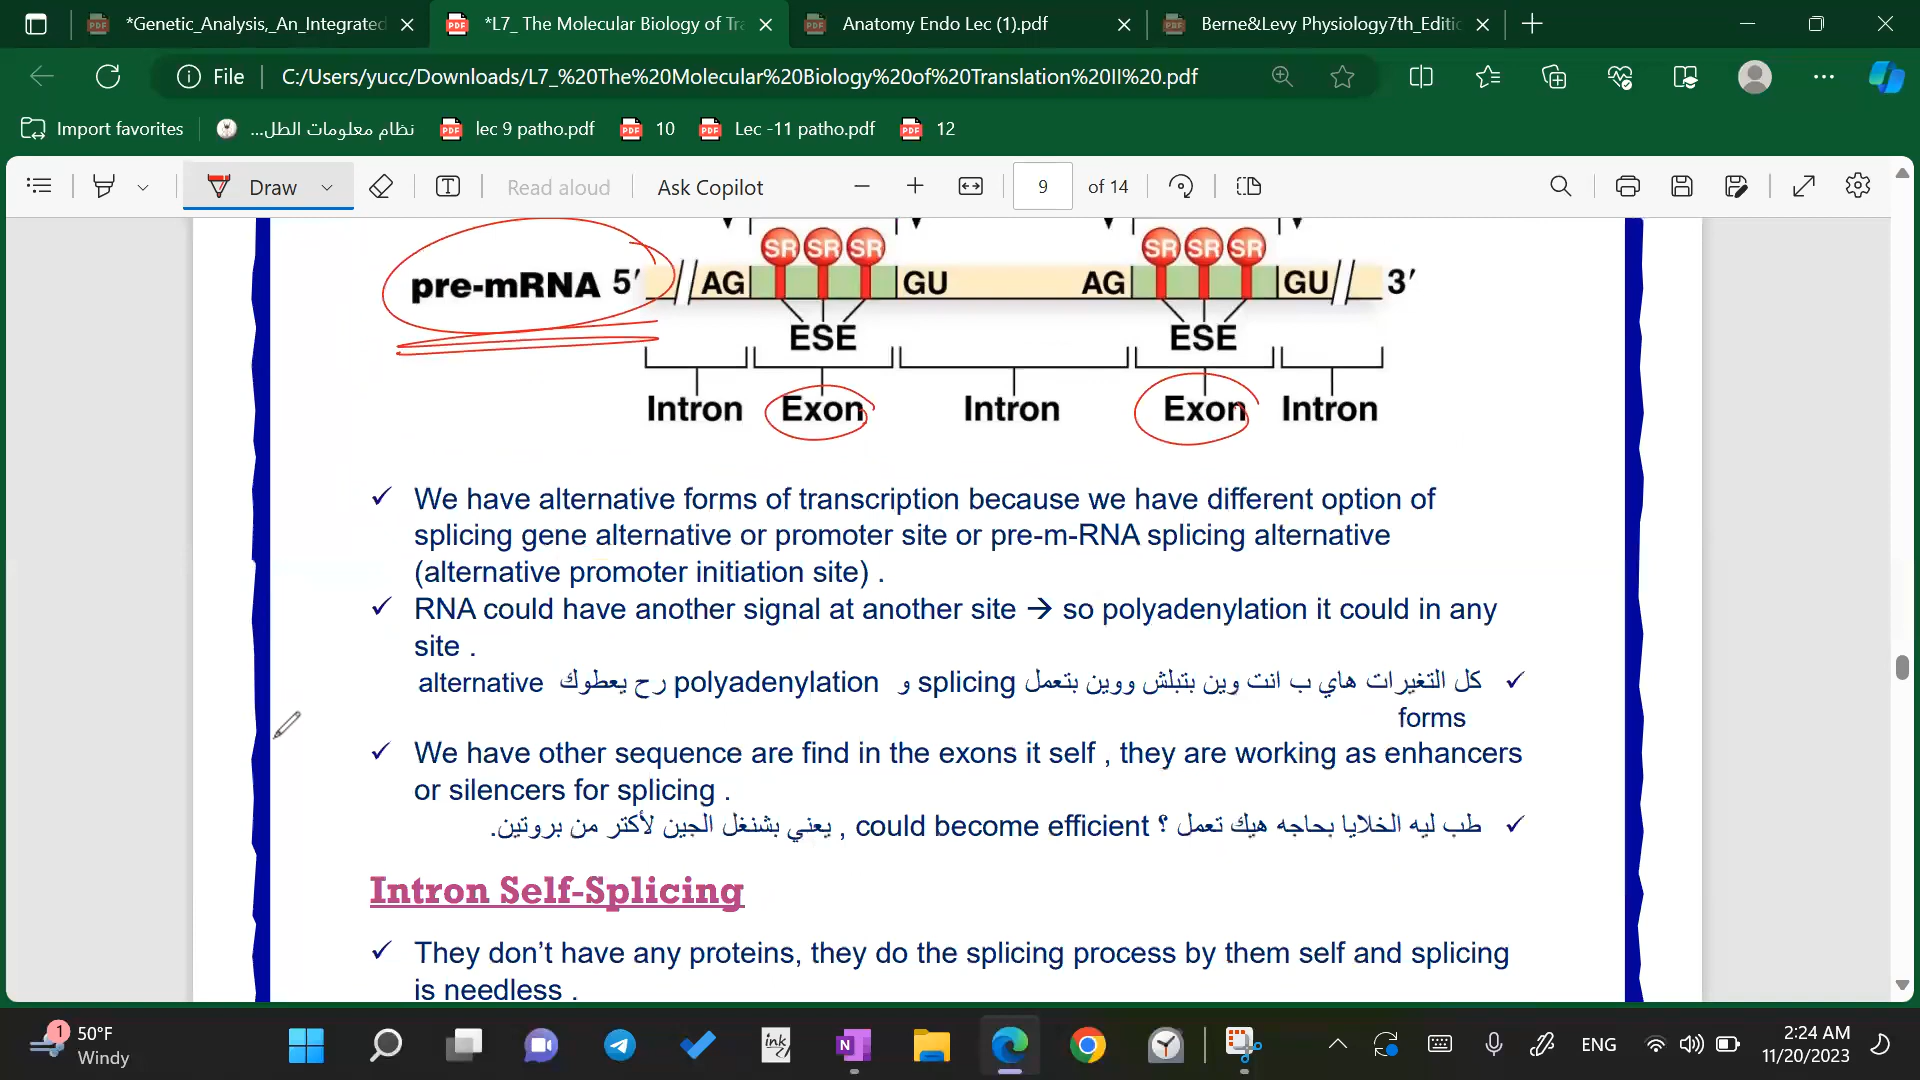 *Genetic_Analysis,_An_Integrated
*L7_ The Molecular Biology of Tra
Anatomy Endo Lec (1).pdf
Berne&Levy Physiology7th_Editio
File
C:/Users/yucc/Downloads/L7_%20The%20Molecular%20Biology%20of%20Translation%20II%20.pdf
Import favorites
نظام معلومات الطل...
lec 9 patho.pdf
10
Lec -11 patho.pdf
12
Draw
Read aloud
Ask Copilot
9
of 14
SR SR SR SR SR SR
pre-mRNA 5′ AG GU AG GU 3′
ESE ESE
Intron Exon Intron Exon Intron
✓ We have alternative forms of transcription because we have different option of
splicing gene alternative or promoter site or pre-m-RNA splicing alternative
(alternative promoter initiation site) .
✓ RNA could have another signal at another site → so polyadenylation it could in any
site .
✓ كل التغيرات هاي ب انت وين بتبلش ووين بتعمل splicing و polyadenylation رح يعطوك alternative
forms
✓ We have other sequence are find in the exons it self , they are working as enhancers
or silencers for splicing .
✓ طب ليه الخلايا بحاجه هيك تعمل ؟ could become efficient , يعني بشنغل الجين لأكتر من بروتين.
Intron Self-Splicing
✓ They don’t have any proteins, they do the splicing process by them self and splicing
is needless .
1
50°F
Windy
ink
N
ENG
2:24 AM
11/20/2023